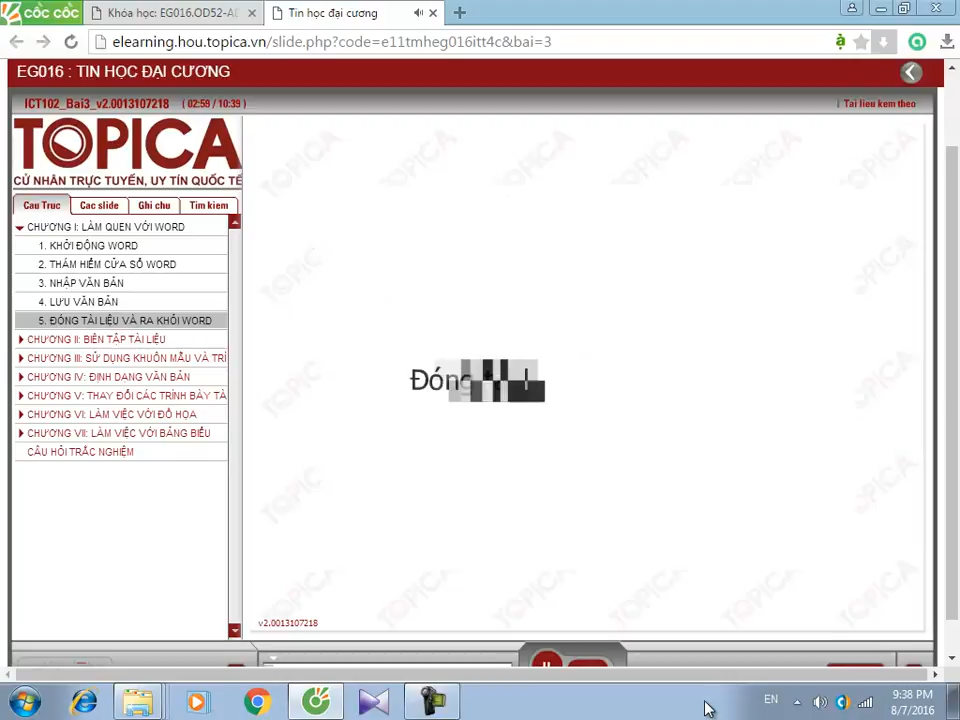 cốc cốc
Khóa học: EG016.OD52-AD
Tin học đại cương
elearning.hou.topica.vn/slide.php?code=e11tmheg016itt4c&bai=3
EG016 : TIN HỌC ĐẠI CƯƠNG
ICT102_Bai3_v2.0013107218 ( 02:59 / 10:39 )
Tai lieu kem theo
TOPICA
CỬ NHÂN TRỰC TUYẾN, UY TÍN QUỐC TẾ
Cau Truc
Cac slide
Ghi chu
Tim kiem
CHƯƠNG I: LÀM QUEN VỚI WORD
1. KHỞI ĐỘNG WORD
2. THÁM HIỂM CỬA SỔ WORD
3. NHẬP VĂN BẢN
4. LƯU VĂN BẢN
5. ĐÓNG TÀI LIỆU VÀ RA KHỎI WORD
CHƯƠNG II: BIÊN TẬP TÀI LIỆU
CHƯƠNG III: SỬ DỤNG KHUÔN MẪU VÀ TRÌ
CHƯƠNG IV: ĐỊNH DẠNG VĂN BẢN
CHƯƠNG V: THAY ĐỔI CÁC TRÌNH BÀY TÀ
CHƯƠNG VI: LÀM VIỆC VỚI ĐỒ HỌA
CHƯƠNG VII: LÀM VIỆC VỚI BẢNG BIỂU
CÂU HỎI TRẮC NGHIỆM
Đóng
v2.0013107218
EN
9:38 PM
8/7/2016